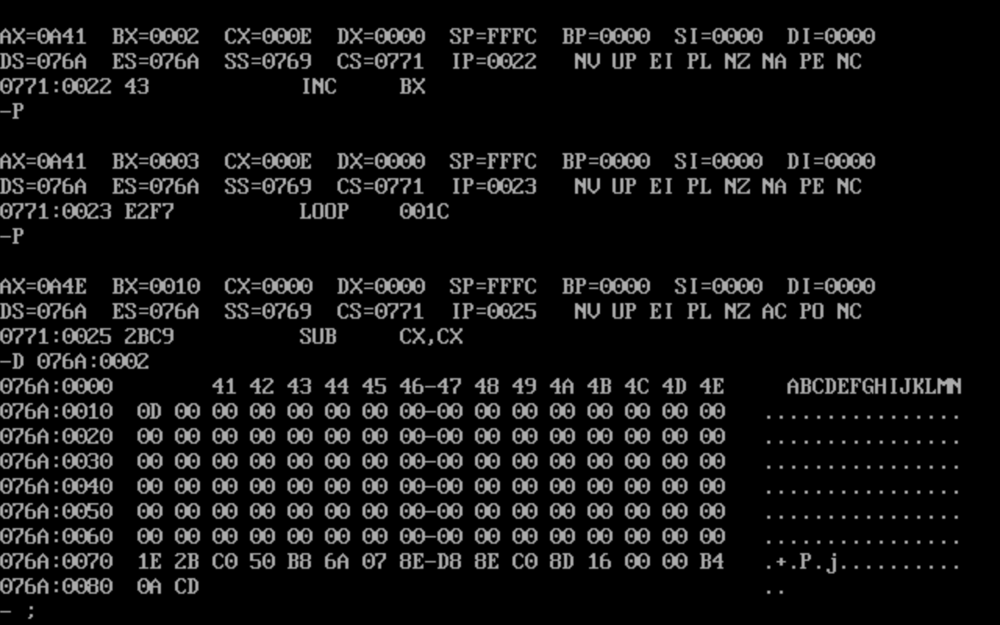 AX=0A41  BX=0002  CX=000E  DX=0000  SP=FFFC  BP=0000  SI=0000  DI=0000
DS=076A  ES=076A  SS=0769  CS=0771  IP=0022   NV UP EI PL NZ NA PE NC
0771:0022 43            INC     BX
-P
AX=0A41  BX=0003  CX=000E  DX=0000  SP=FFFC  BP=0000  SI=0000  DI=0000
DS=076A  ES=076A  SS=0769  CS=0771  IP=0023   NV UP EI PL NZ NA PE NC
0771:0023 E2F7          LOOP    001C
-P
AX=0A4E  BX=0010  CX=0000  DX=0000  SP=FFFC  BP=0000  SI=0000  DI=0000
DS=076A  ES=076A  SS=0769  CS=0771  IP=0025   NV UP EI PL NZ AC PO NC
0771:0025 2BC9          SUB     CX,CX
-D 076A:0002
076A:0000        41 42 43 44 45 46-47 48 49 4A 4B 4C 4D 4E     ABCDEFGHIJKLMN
076A:0010  0D 00 00 00 00 00 00 00-00 00 00 00 00 00 00 00   ................
076A:0020  00 00 00 00 00 00 00 00-00 00 00 00 00 00 00 00   ................
076A:0030  00 00 00 00 00 00 00 00-00 00 00 00 00 00 00 00   ................
076A:0040  00 00 00 00 00 00 00 00-00 00 00 00 00 00 00 00   ................
076A:0050  00 00 00 00 00 00 00 00-00 00 00 00 00 00 00 00   ................
076A:0060  00 00 00 00 00 00 00 00-00 00 00 00 00 00 00 00   ................
076A:0070  1E 2B C0 50 B8 6A 07 8E-D8 8E C0 8D 16 00 00 B4   .+.P.j..........
076A:0080  0A CD                                             ..
- ;